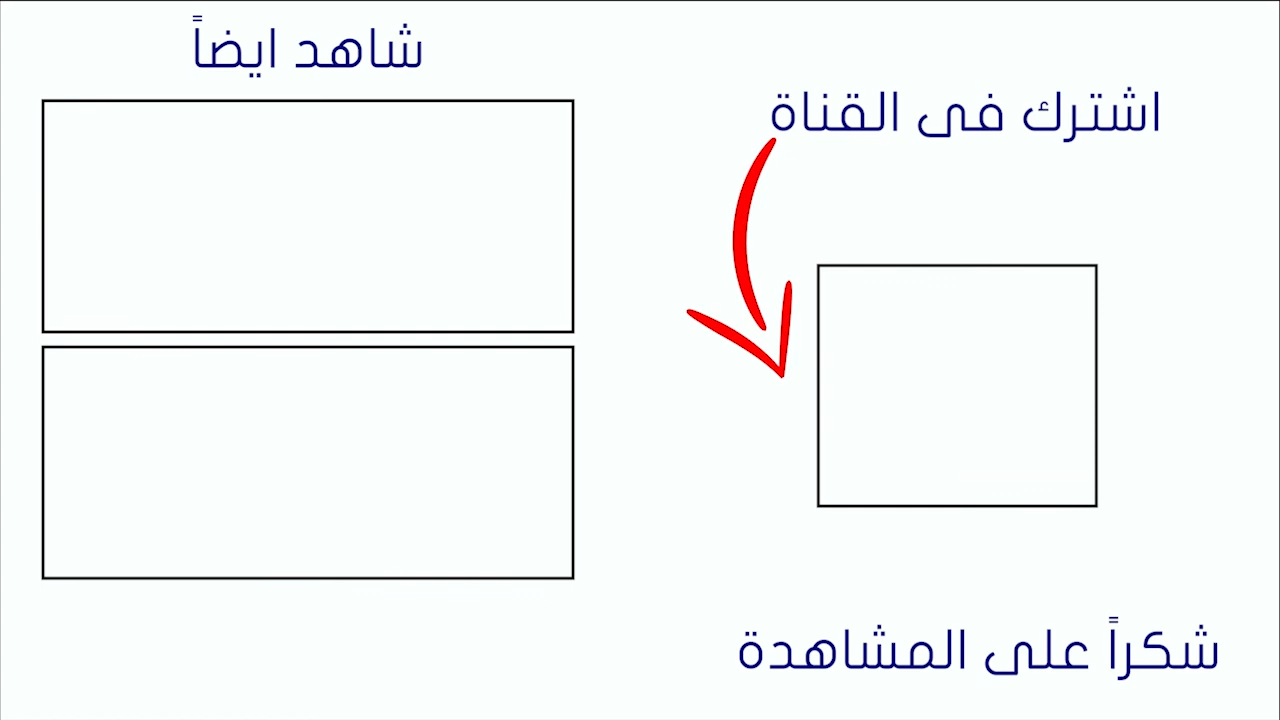 شاهد ايضاً
اشترك فى القناة
شكراً على المشاهدة